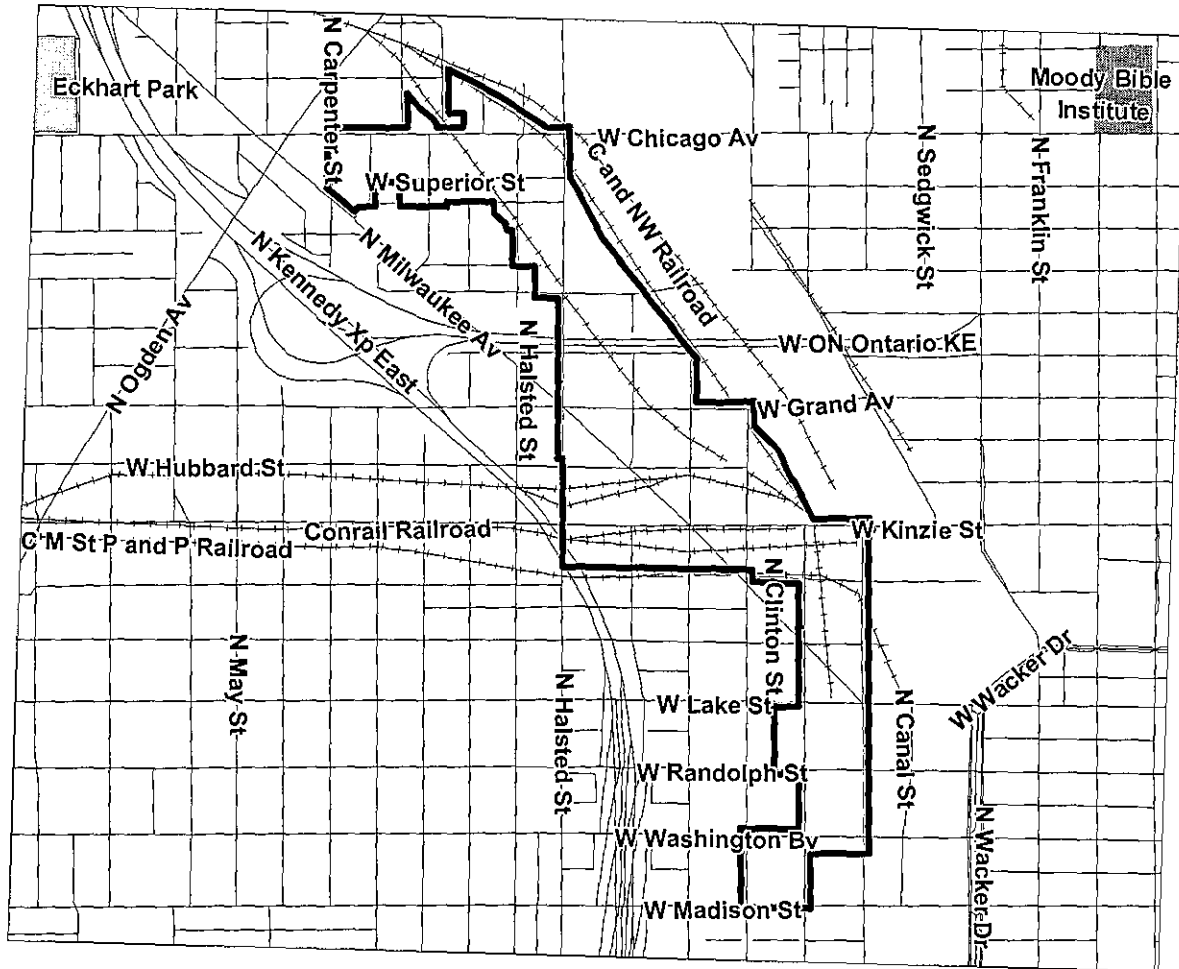 Eckhart Park
N Carpenter St
Moody Bible
Institute
W Chicago Av
C and NW Railroad
N Sedgwick St
N Franklin St
W Superior St
N Milwaukee Av
N Kennedy Xp East
N Ogden Av
N Halsted St
W ON Ontario KE
W Grand Av
W Hubbard St
Conrail Railroad
C M St P and P Railroad
W Kinzie St
N Clinton St
N May St
N Halsted St
W Lake St
N Canal St
W Wacker Dr
W Randolph St
W Washington Bv
N Wacker Dr
W Madison St